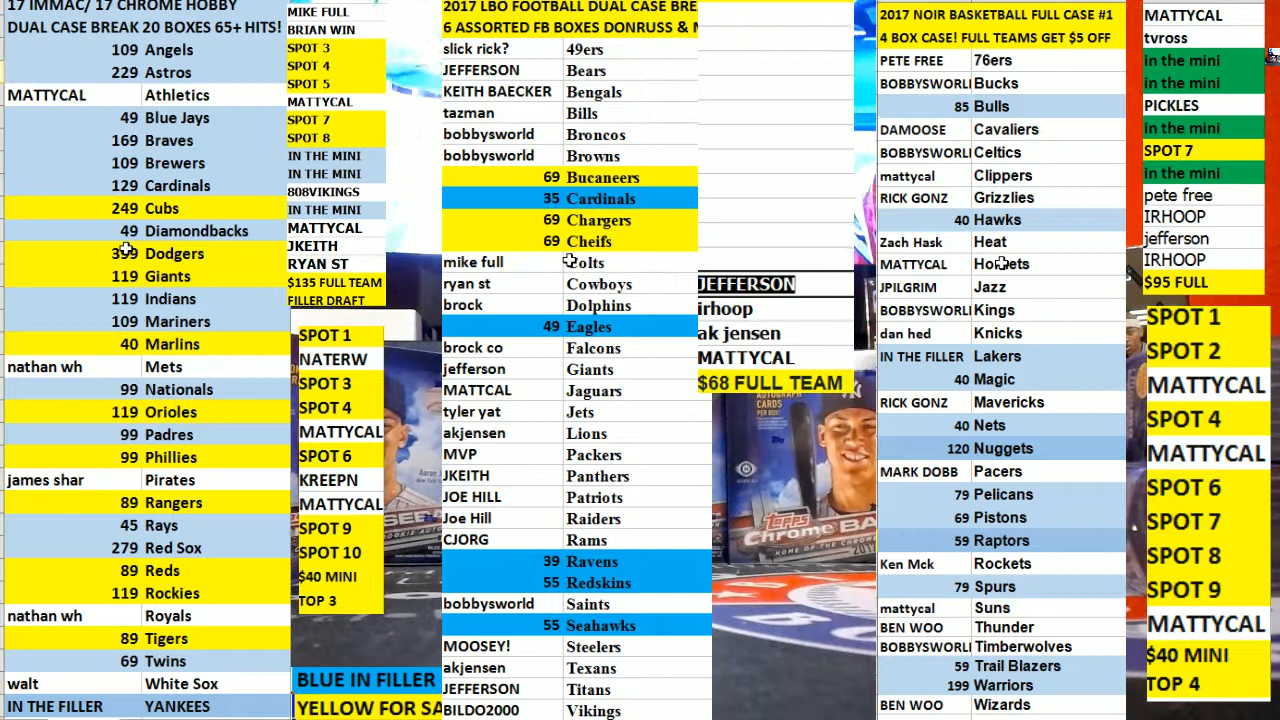 17 IMMAC/ 17 CHROME HOBBY
DUAL CASE BREAK 20 BOXES 65+ HITS!
109 Angels
229 Astros
MATTYCAL Athletics
49 Blue Jays
169 Braves
109 Brewers
129 Cardinals
249 Cubs
49 Diamondbacks
Dodgers
119 Giants
119 Indians
109 Mariners
40 Marlins
nathan wh Mets
99 Nationals
119 Orioles
99 Padres
99 Phillies
james shar Pirates
89 Rangers
45 Rays
279 Red Sox
89 Reds
119 Rockies
nathan wh Royals
89 Tigers
69 Twins
walt White Sox
IN THE FILLER YANKEES
MIKE FULL
BRIAN WIN
SPOT 3
SPOT 4
SPOT 5
MATTYCAL
SPOT 7
SPOT 8
IN THE MINI
IN THE MINI
808VIKINGS
IN THE MINI
MATTYCAL
JKEITH
RYAN ST
$135 FULL TEAM
FILLER DRAFT
SPOT 1
NATERW
SPOT 3
SPOT 4
MATTYCAL
SPOT 6
KREEPN
MATTYCAL
SPOT 9
SPOT 10
$40 MINI
TOP 3
BLUE IN FILLER
YELLOW FOR SA
2017 LBO FOOTBALL DUAL CASE BRE
6 ASSORTED FB BOXES DONRUSS &
slick rick? 49ers
JEFFERSON Bears
KEITH BAECKER Bengals
tazman Bills
bobbysworld Broncos
bobbysworld Browns
69 Bucaneers
35 Cardinals
69 Chargers
69 Cheifs
mike full Colts
ryan st Cowboys
brock Dolphins
49 Eagles
brock co Falcons
jefferson Giants
MATTCAL Jaguars
tyler yat Jets
akjensen Lions
MVP Packers
JKEITH Panthers
JOE HILL Patriots
Joe Hill Raiders
CJORG Rams
39 Ravens
55 Redskins
bobbysworld Saints
55 Seahawks
MOOSEY! Steelers
akjensen Texans
JEFFERSON Titans
BILDO2000 Vikings
JEFFERSON
irhoop
ak jensen
MATTYCAL
$68 FULL TEAM
AUTOGRAPH
CARDS
PER BOX!
TOPPS
Chrome BA
HOME OF THE CHROME
2017 NOIR BASKETBALL FULL CASE #1
4 BOX CASE! FULL TEAMS GET $5 OFF
PETE FREE 76ers
BOBBYSWORL Bucks
85 Bulls
DAMOOSE Cavaliers
BOBBYSWORL Celtics
mattycal Clippers
RICK GONZ Grizzlies
40 Hawks
Zach Hask Heat
MATTYCAL Hornets
JPILGRIM Jazz
BOBBYSWORL Kings
dan hed Knicks
IN THE FILLER Lakers
40 Magic
RICK GONZ Mavericks
40 Nets
120 Nuggets
MARK DOBB Pacers
79 Pelicans
69 Pistons
59 Raptors
Ken Mck Rockets
79 Spurs
mattycal Suns
BEN WOO Thunder
BOBBYSWORL Timberwolves
59 Trail Blazers
199 Warriors
BEN WOO Wizards
MATTYCAL
tvross
in the mini
in the mini
PICKLES
in the mini
SPOT 7
in the mini
pete free
IRHOOP
jefferson
IRHOOP
$95 FULL
SPOT 1
SPOT 2
MATTYCAL
SPOT 4
MATTYCAL
SPOT 6
SPOT 7
SPOT 8
SPOT 9
MATTYCAL
$40 MINI
TOP 4